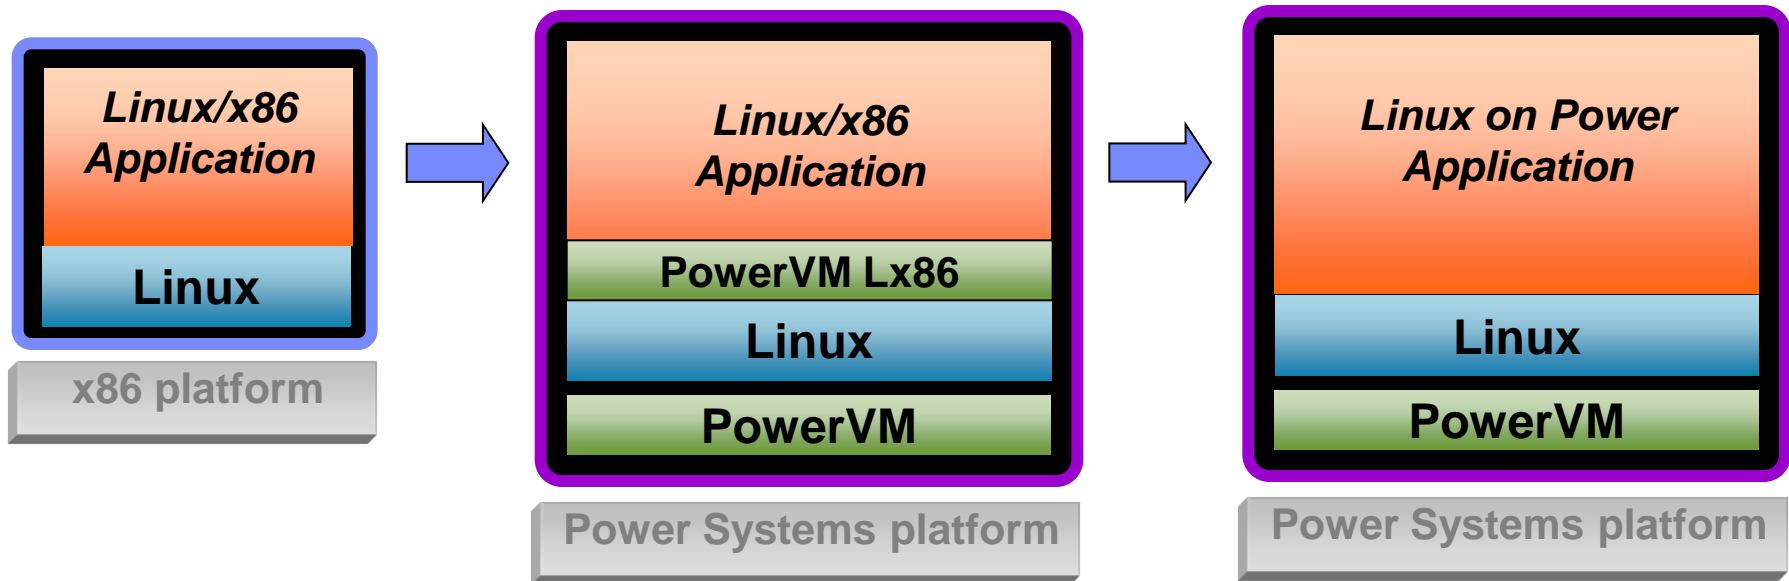 Linux/x86
Application
Linux
x86 platform
Linux/x86
Application
PowerVM Lx86
Linux
PowerVM
Power Systems platform
Linux on Power
Application
Linux
PowerVM
Power Systems platform